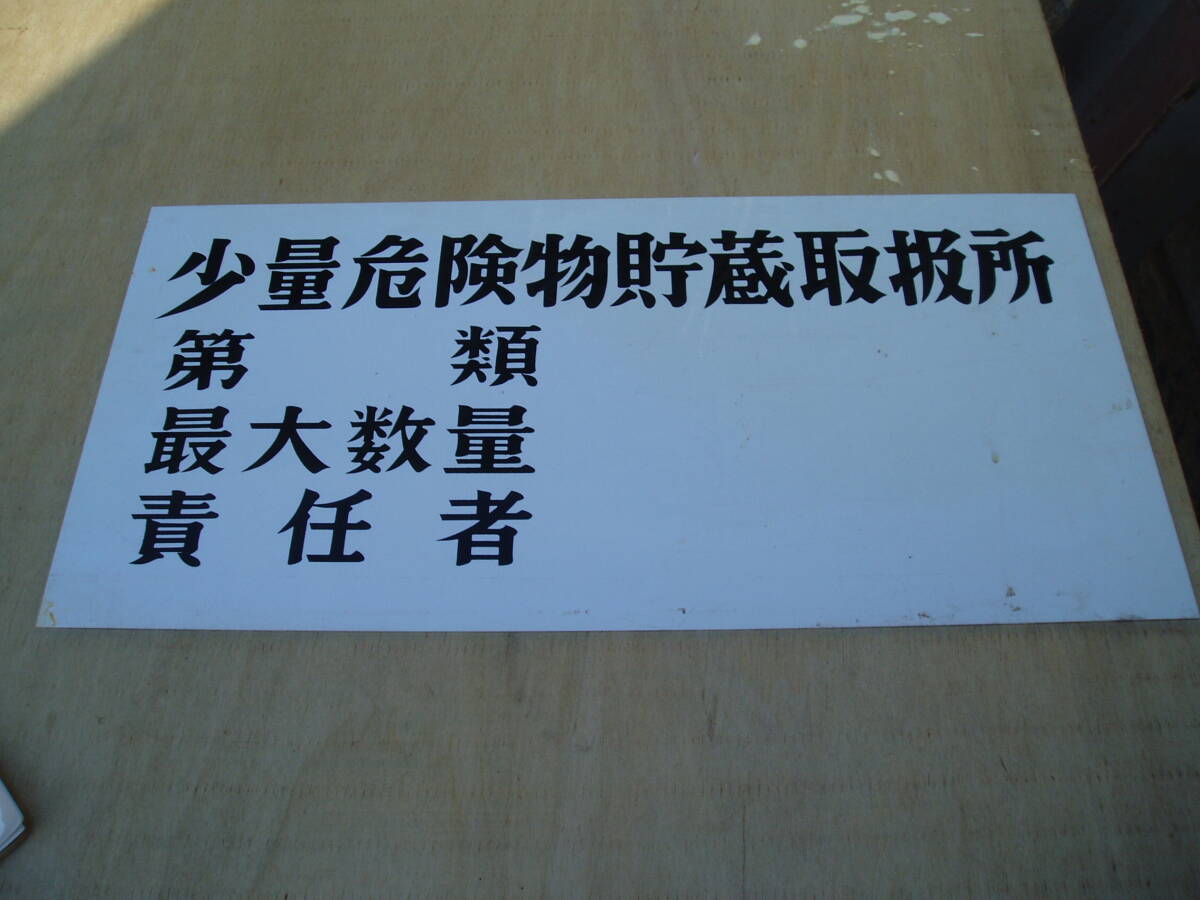 少量危険物貯蔵取扱所
第　　類
最大数量
責任者